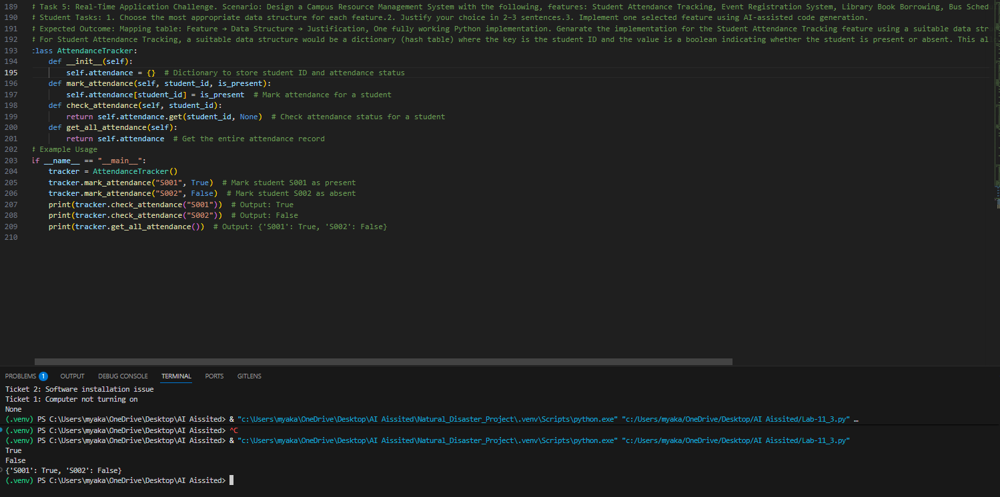 189 # Task 5: Real-Time Application Challenge. Scenario: Design a Campus Resource Management System with the following, features: Student Attendance Tracking, Event Registration System, Library Book Borrowing, Bus Sched
190 # Student Tasks: 1. Choose the most appropriate data structure for each feature.2. Justify your choice in 2–3 sentences.3. Implement one selected feature using AI-assisted code generation.
191 # Expected Outcome: Mapping table: Feature → Data Structure → Justification, One fully working Python implementation. Genarate the implementation for the Student Attendance Tracking feature using a suitable data str
192 # For Student Attendance Tracking, a suitable data structure would be a dictionary (hash table) where the key is the student ID and the value is a boolean indicating whether the student is present or absent. This al
193 class AttendanceTracker:
194 def __init__(self):
195 self.attendance = {} # Dictionary to store student ID and attendance status
196 def mark_attendance(self, student_id, is_present):
197 self.attendance[student_id] = is_present # Mark attendance for a student
198 def check_attendance(self, student_id):
199 return self.attendance.get(student_id, None) # Check attendance status for a student
200 def get_all_attendance(self):
201 return self.attendance # Get the entire attendance record
202 # Example Usage
203 if __name__ == "__main__":
204 tracker = AttendanceTracker()
205 tracker.mark_attendance("S001", True) # Mark student S001 as present
206 tracker.mark_attendance("S002", False) # Mark student S002 as absent
207 print(tracker.check_attendance("S001")) # Output: True
208 print(tracker.check_attendance("S002")) # Output: False
209 print(tracker.get_all_attendance()) # Output: {'S001': True, 'S002': False}
210
PROBLEMS 1 OUTPUT DEBUG CONSOLE TERMINAL PORTS GITLENS
Ticket 2: Software installation issue
Ticket 1: Computer not turning on
None
(.venv) PS C:\Users\myaka\OneDrive\Desktop\AI Aissited> & "c:\Users\myaka\OneDrive\Desktop\AI Aissited\Natural_Disaster_Project\.venv\Scripts\python.exe" "c:/Users/myaka/OneDrive/Desktop/AI Aissited/Lab-11_3.py" …
(.venv) PS C:\Users\myaka\OneDrive\Desktop\AI Aissited> ^C
(.venv) PS C:\Users\myaka\OneDrive\Desktop\AI Aissited> & "c:\Users\myaka\OneDrive\Desktop\AI Aissited\Natural_Disaster_Project\.venv\Scripts\python.exe" "c:/Users/myaka/OneDrive/Desktop/AI Aissited/Lab-11_3.py"
True
False
{'S001': True, 'S002': False}
(.venv) PS C:\Users\myaka\OneDrive\Desktop\AI Aissited>